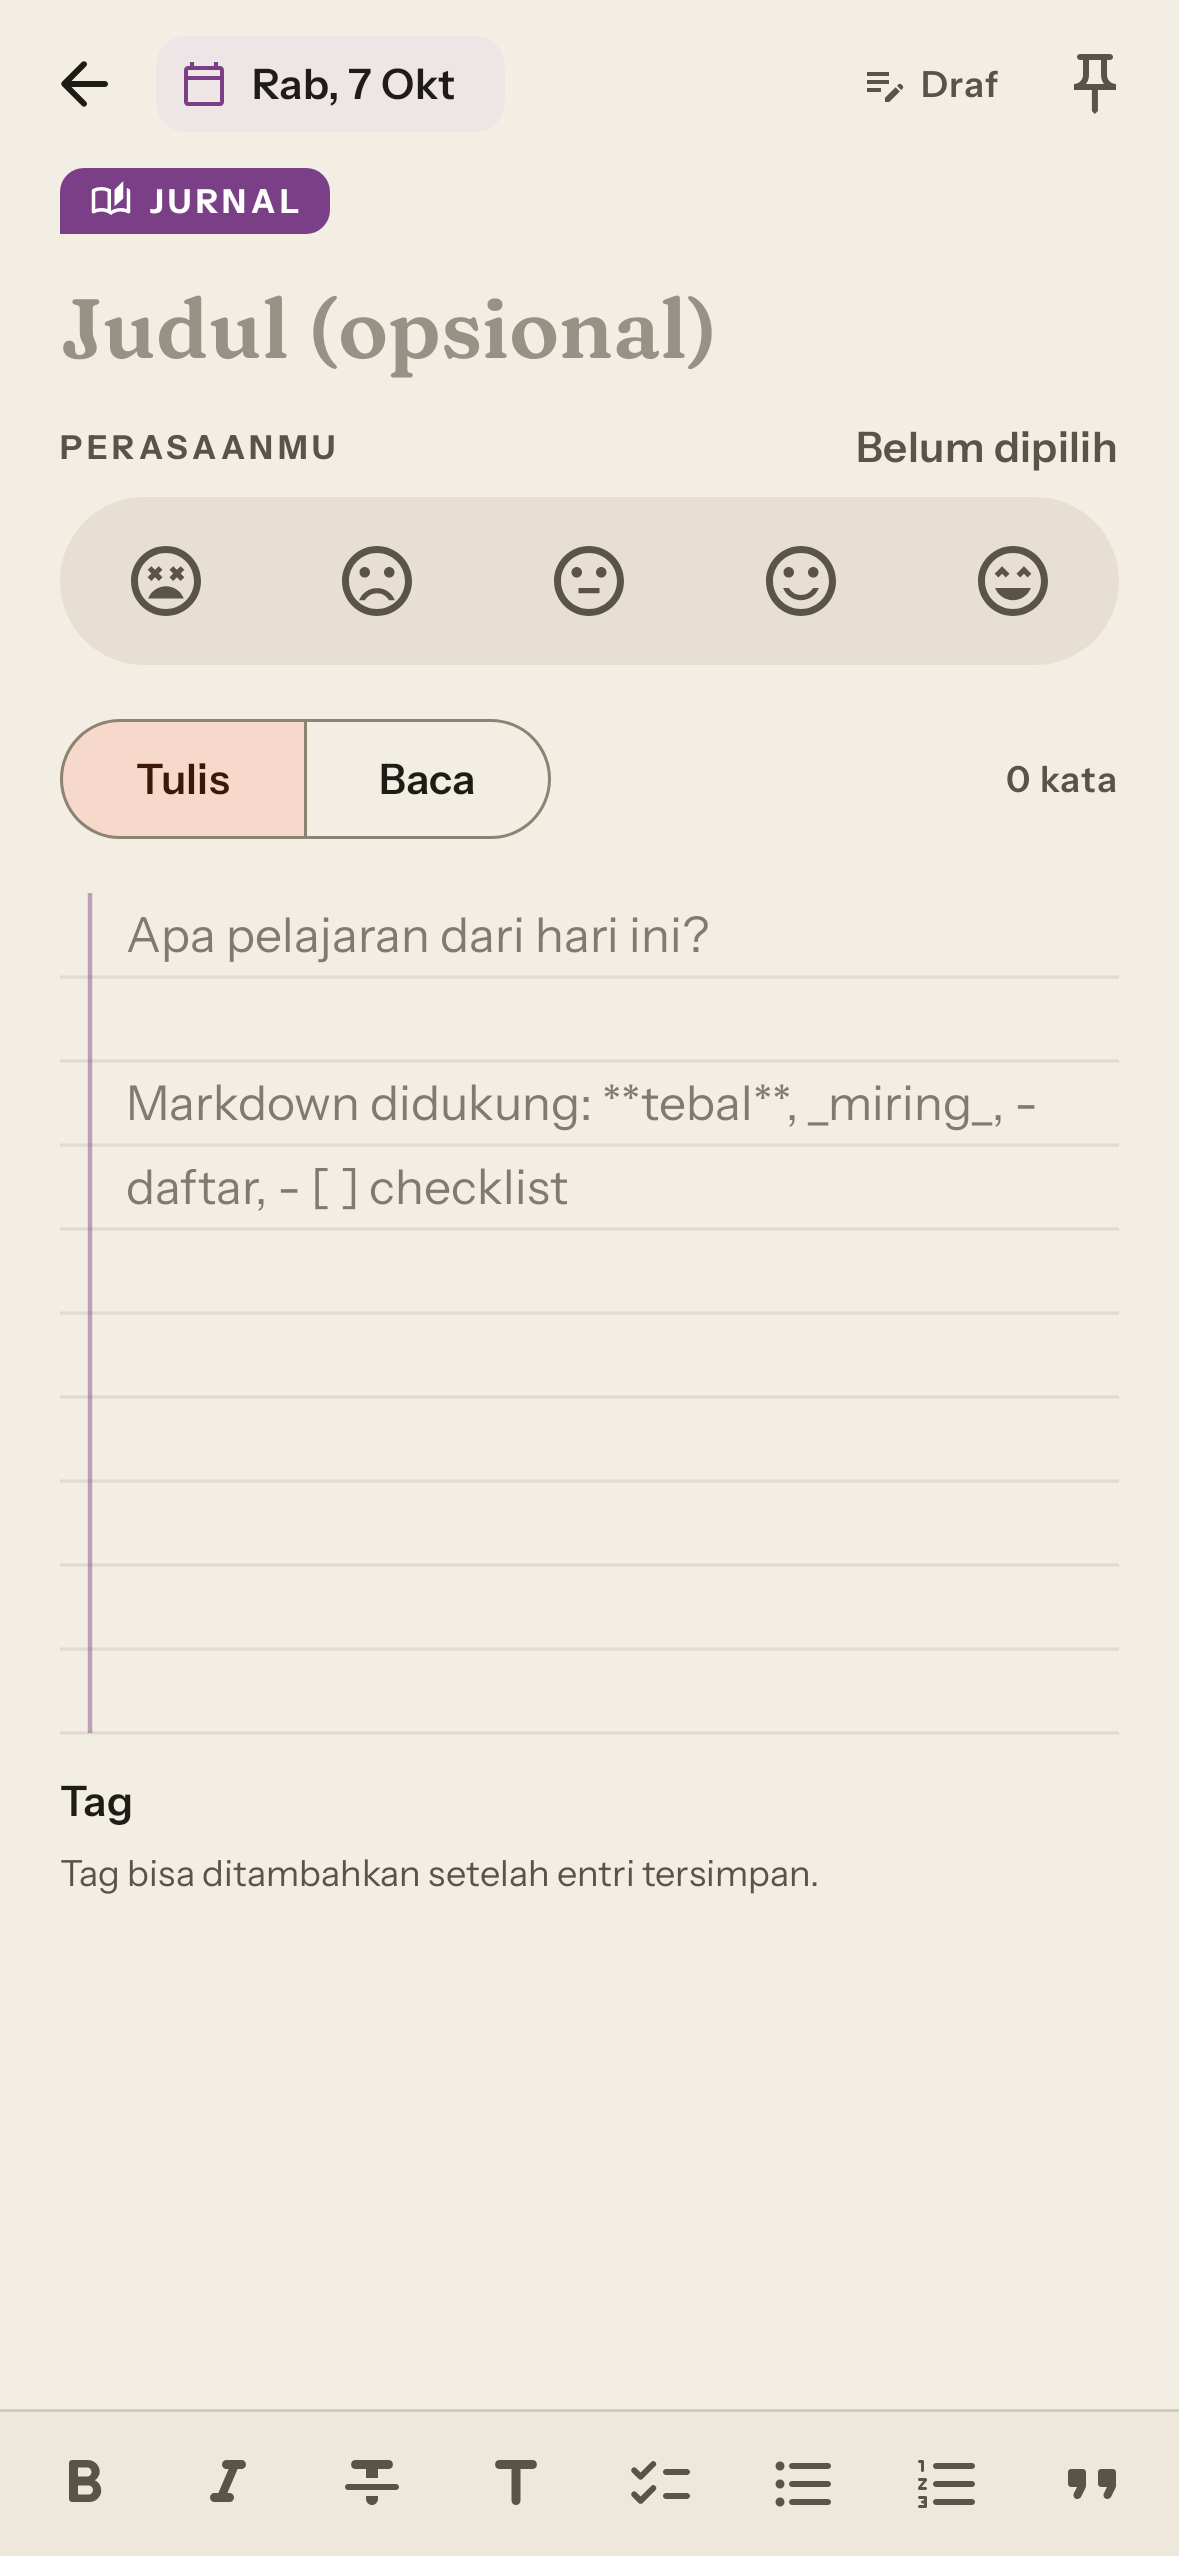 Rab, 7 Okt
Draf
JURNAL
Judul (opsional)
PERASAANMU
Belum dipilih
Tulis
Baca
0 kata
Apa pelajaran dari hari ini?
Markdown didukung: **tebal**, _miring_, -
daftar, - [ ] checklist
Tag
Tag bisa ditambahkan setelah entri tersimpan.